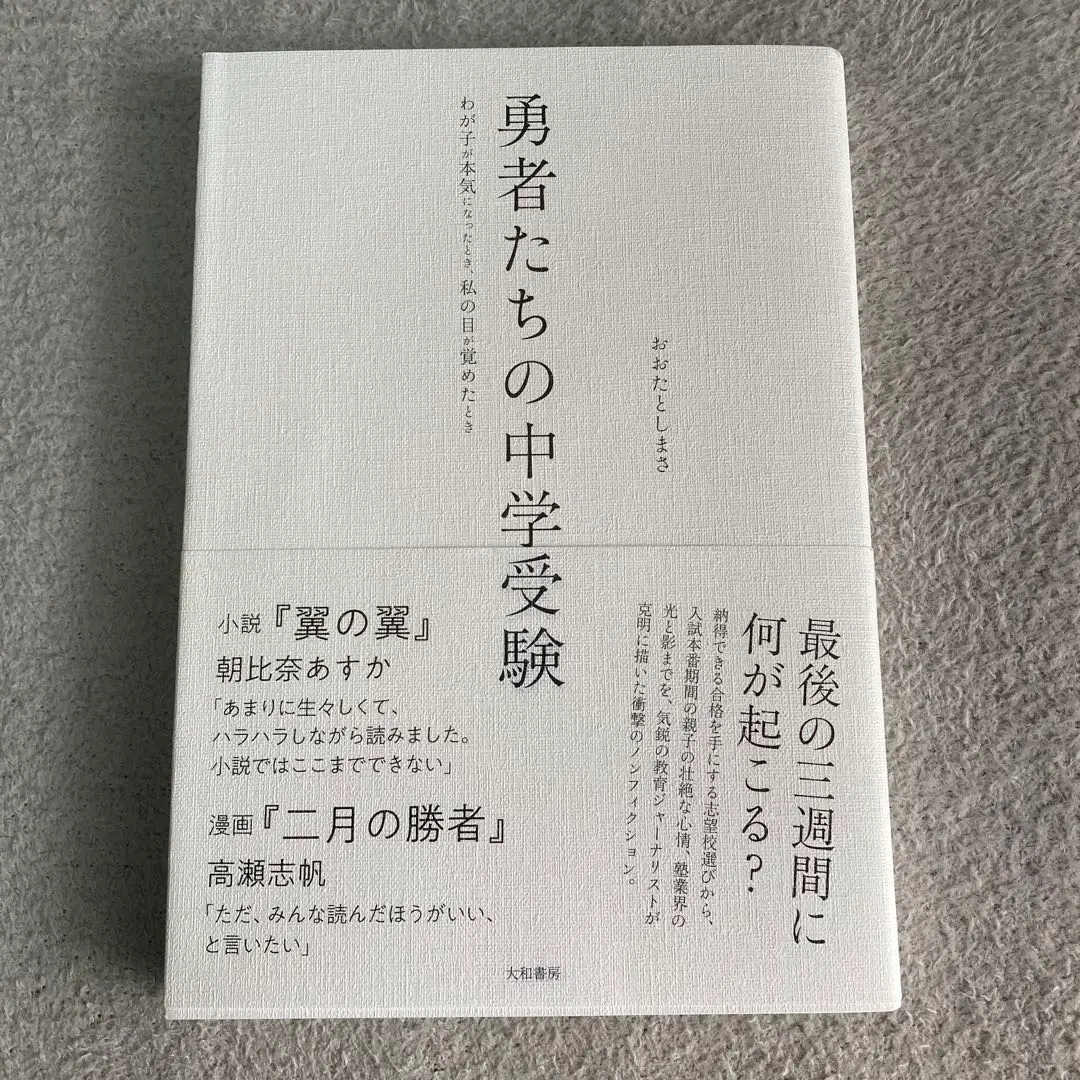 勇者たちの中学受験
わが子が本気になったとき、私の目が覚めたとき
おおたとしまさ
最後の三週間に
何が起こる?
納得できる合格を手にする志望校選びから、
入試本番期間の親子の壮絶な心情、塾業界の
光と影までを、気鋭の教育ジャーナリストが
克明に描いた衝撃のノンフィクション。
小説『翼の翼』
朝比奈あすか
「あまりに生々しくて、
ハラハラしながら読みました。
小説ではここまでできない」
漫画『二月の勝者』
高瀬志帆
「ただ、みんな読んだほうがいい、
と言いたい」
大和書房